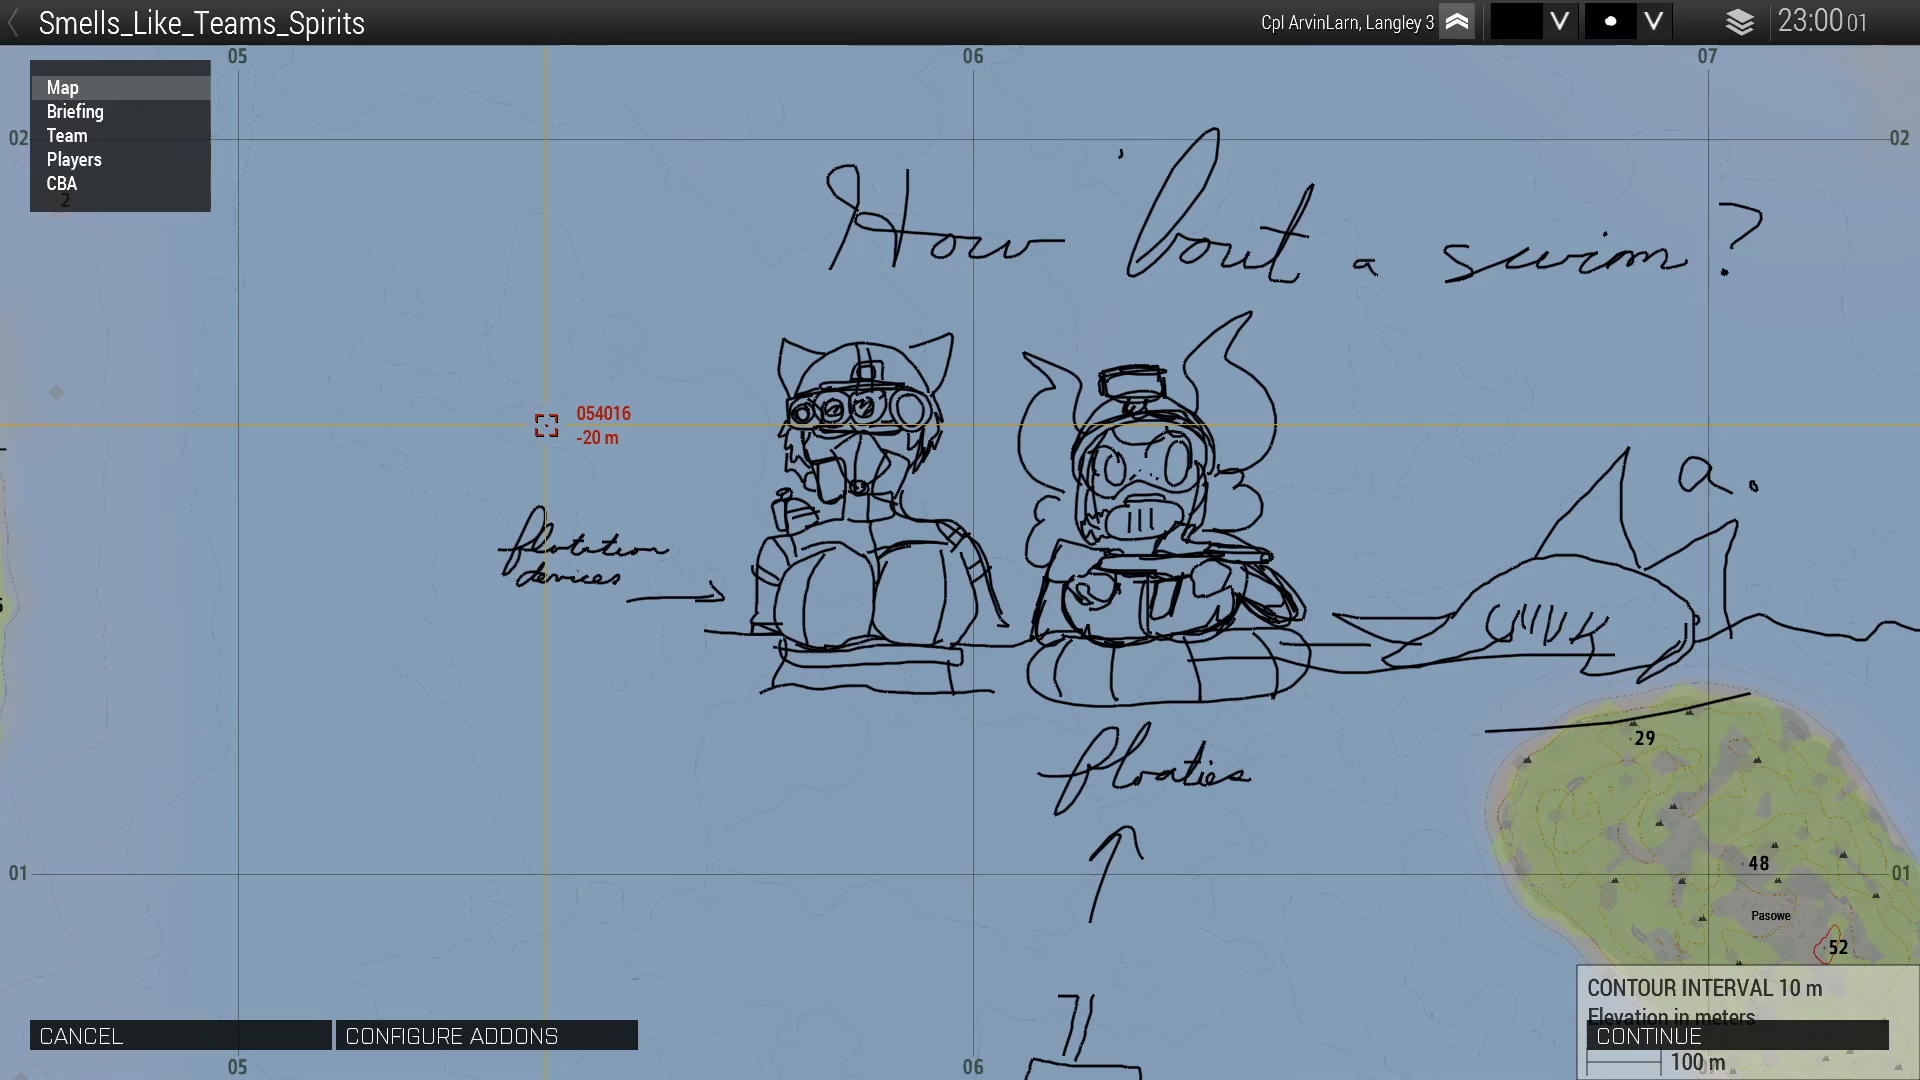 Smells_Like_Teams_Spirits
Cpl ArvinLarn, Langley 3
23:00 01
05 06 07
Map
Briefing
Team
Players
CBA
2
02 02
How 'bout a swim?
054016
-20 m
a.
flotation
devices
floaties
29
48
Pasowe
52
01 01
CONTOUR INTERVAL 10 m
Elevation in meters
CANCEL
CONFIGURE ADDONS
CONTINUE
100 m
05 06